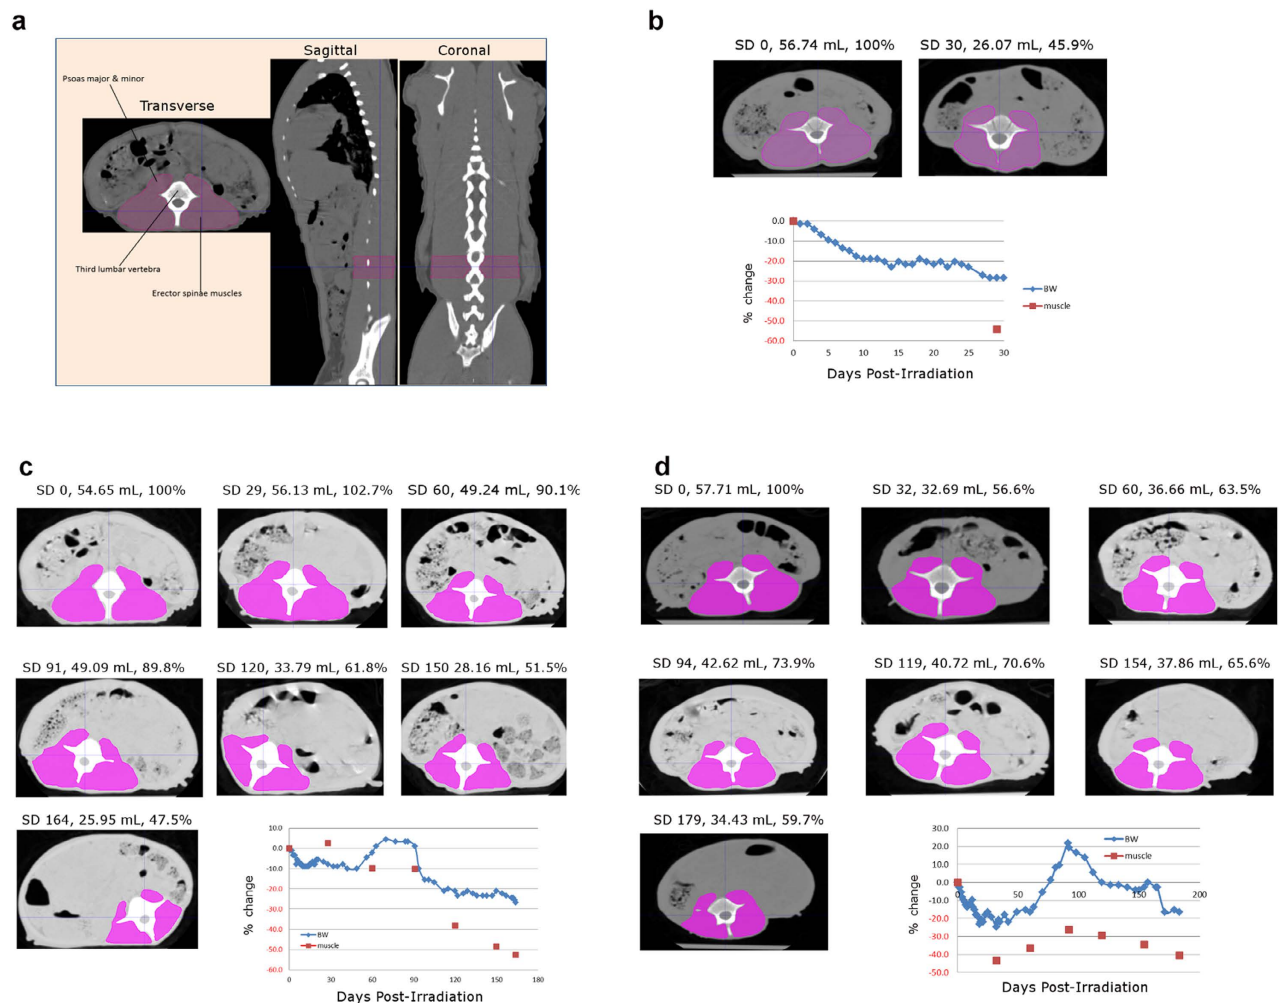 a
Sagittal
Coronal
Psoas major & minor
Transverse
Third lumbar vertebra
Erector spinae muscles
b
SD 0, 56.74 mL, 100%
SD 30, 26.07 mL, 45.9%
0.0
-10.0
-20.0
-30.0
-40.0
-50.0
-60.0
% change
BW
muscle
0 5 10 15 20 25 30
Days Post-Irradiation
c
SD 0, 54.65 mL, 100%
SD 29, 56.13 mL, 102.7%
SD 60, 49.24 mL, 90.1%
SD 91, 49.09 mL, 89.8%
SD 120, 33.79 mL, 61.8%
SD 150 28.16 mL, 51.5%
SD 164, 25.95 mL, 47.5%
10.0
0.0
-10.0
-20.0
-30.0
-40.0
-50.0
-60.0
% change
BW
muscle
0 30 60 90 120 150 180
Days Post-Irradiation
d
SD 0, 57.71 mL, 100%
SD 32, 32.69 mL, 56.6%
SD 60, 36.66 mL, 63.5%
SD 94, 42.62 mL, 73.9%
SD 119, 40.72 mL, 70.6%
SD 154, 37.86 mL, 65.6%
SD 179, 34.43 mL, 59.7%
30.0
20.0
10.0
0.0
-10.0
-20.0
-30.0
-40.0
-50.0
% change
BW
muscle
0 50 100 150 200
Days Post-Irradiation